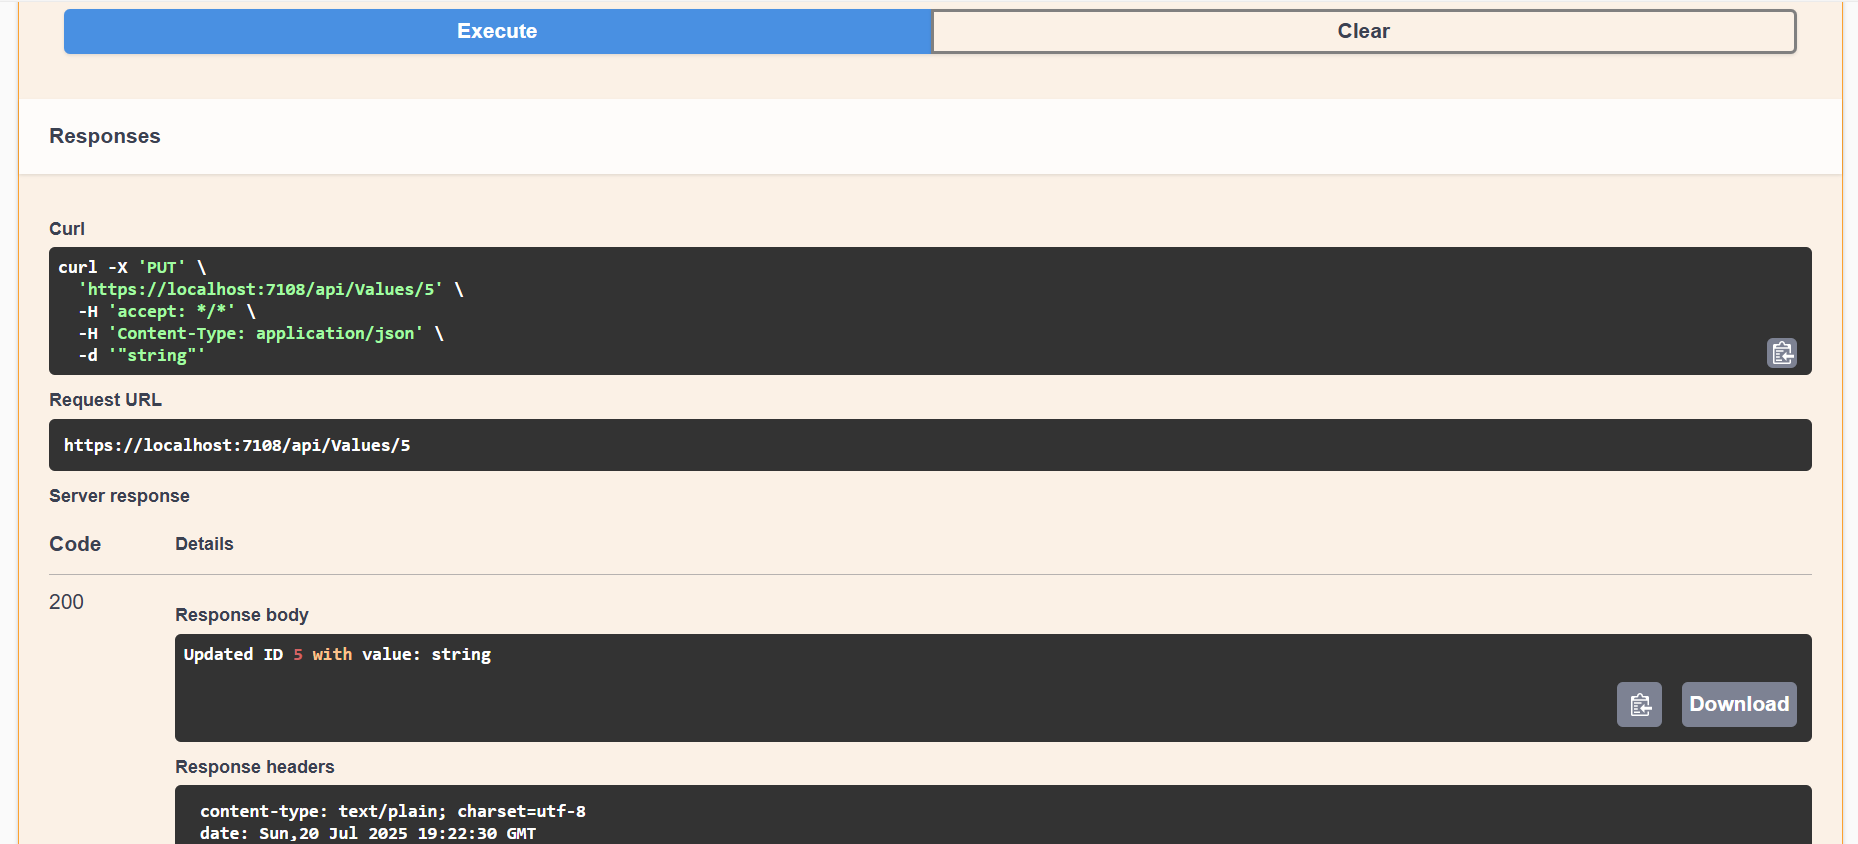 Execute
Clear
Responses
Curl
curl -X 'PUT' \
'https://localhost:7108/api/Values/5' \
-H 'accept: */*' \
-H 'Content-Type: application/json' \
-d '"string"'
Request URL
https://localhost:7108/api/Values/5
Server response
Code Details
200
Response body
Updated ID 5 with value: string
Download
Response headers
content-type: text/plain; charset=utf-8
date: Sun,20 Jul 2025 19:22:30 GMT